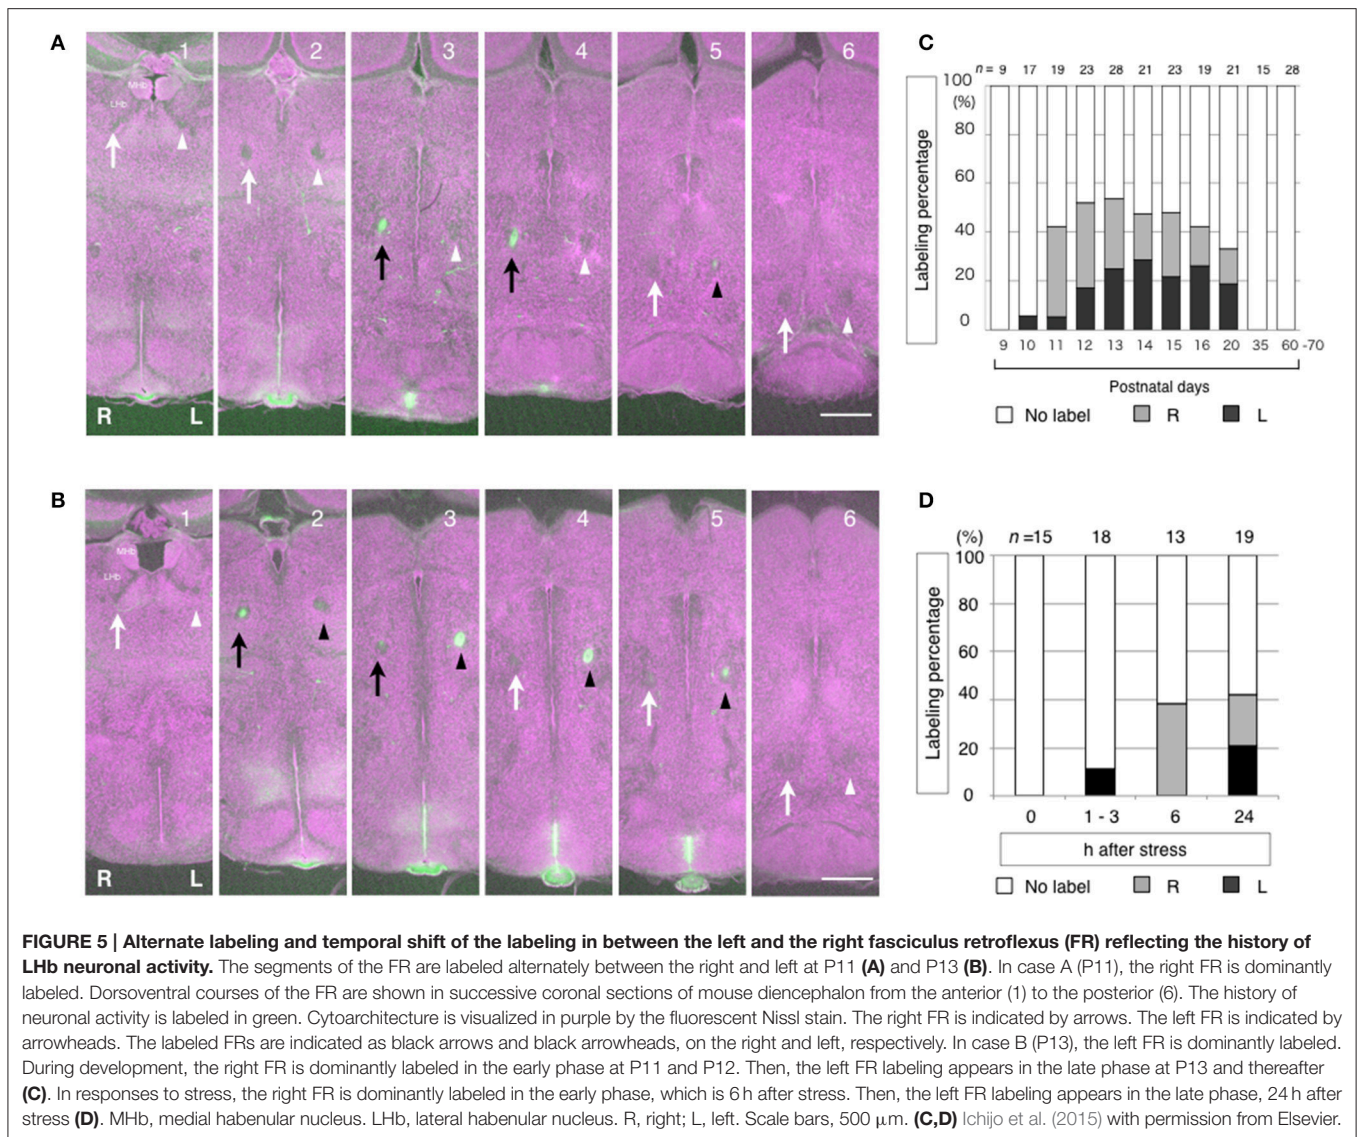 A
1 2 3 4 5 6
MHb
LHb
R L
C
n = 9 17 19 23 28 21 23 19 21 15 28
100
(%)
80
60
40
20
0
Labeling percentage
9 10 11 12 13 14 15 16 20 35 60 -70
Postnatal days
No label R L
B
1 2 3 4 5 6
MHb
LHb
R L
D
(%) n =15 18 13 19
100
80
60
40
20
0
Labeling percentage
0 1 - 3 6 24
h after stress
No label R L
FIGURE 5 | Alternate labeling and temporal shift of the labeling in between the left and the right fasciculus retroflexus (FR) reflecting the history of
LHb neuronal activity. The segments of the FR are labeled alternately between the right and left at P11 (A) and P13 (B). In case A (P11), the right FR is dominantly
labeled. Dorsoventral courses of the FR are shown in successive coronal sections of mouse diencephalon from the anterior (1) to the posterior (6). The history of
neuronal activity is labeled in green. Cytoarchitecture is visualized in purple by the fluorescent Nissl stain. The right FR is indicated by arrows. The left FR is indicated by
arrowheads. The labeled FRs are indicated as black arrows and black arrowheads, on the right and left, respectively. In case B (P13), the left FR is dominantly labeled.
During development, the right FR is dominantly labeled in the early phase at P11 and P12. Then, the left FR labeling appears in the late phase at P13 and thereafter
(C). In responses to stress, the right FR is dominantly labeled in the early phase, which is 6 h after stress. Then, the left FR labeling appears in the late phase, 24 h after
stress (D). MHb, medial habenular nucleus. LHb, lateral habenular nucleus. R, right; L, left. Scale bars, 500 μm. (C,D) Ichijo et al. (2015) with permission from Elsevier.